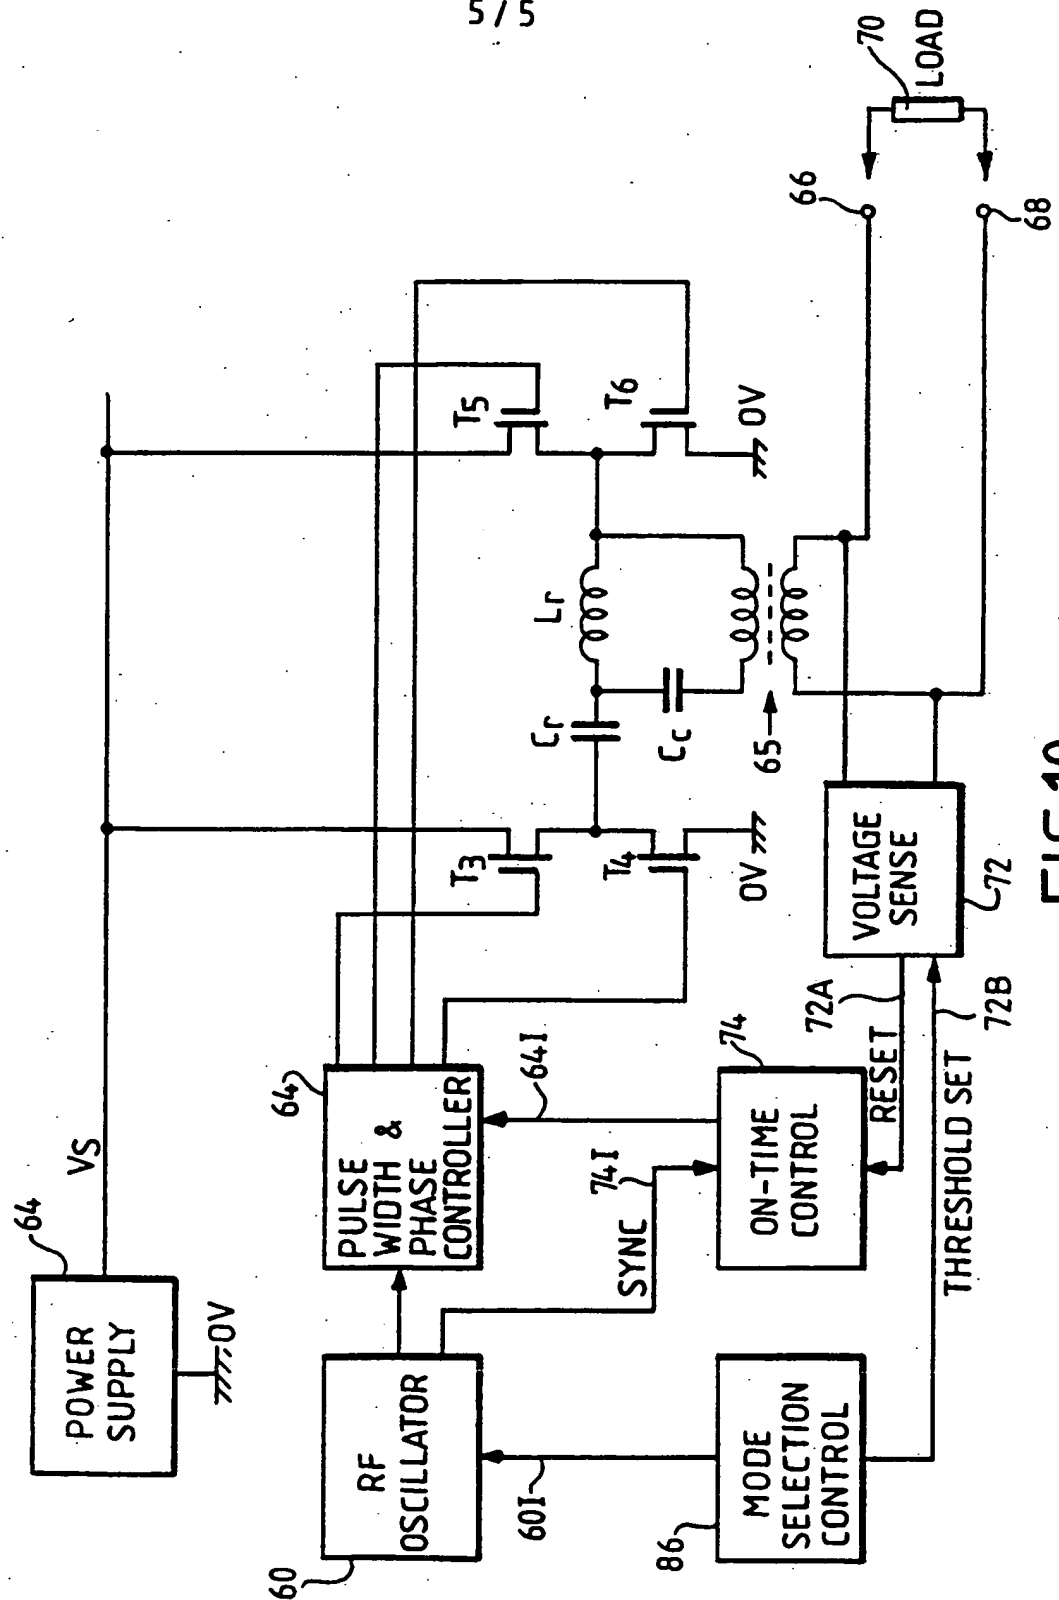 5/5
POWER
SUPPLY
64
VS
0V
RF
OSCILLATOR
60
PULSE
WIDTH &
PHASE
CONTROLLER
64
60I
64I
SYNC
74I
MODE
SELECTION
CONTROL
86
ON-TIME
CONTROL
74
RESET
72A
THRESHOLD SET
72B
VOLTAGE
SENSE
72
T3
T4
0V
Cr
Lr
Cc
65
T5
T6
0V
66
68
70
LOAD